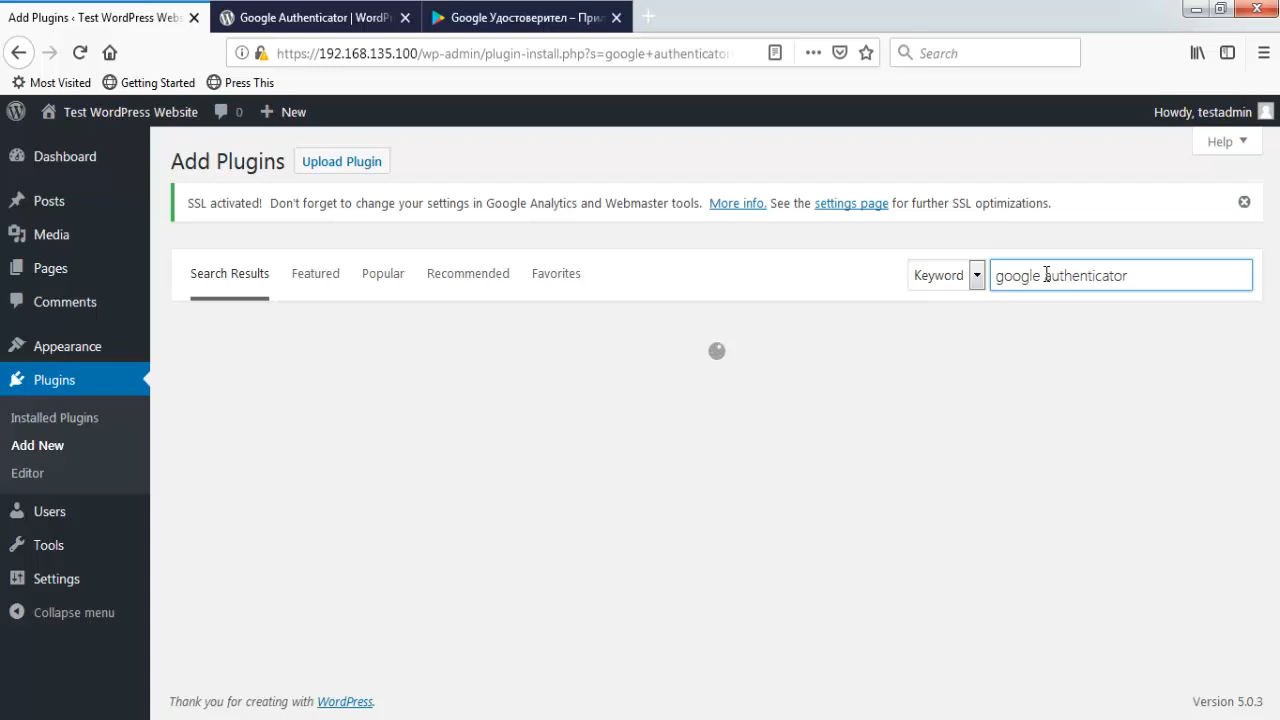 Add Plugins ‹ Test WordPress Webs
Google Authenticator | WordPr
Google Удостоверител – Прил
https://192.168.135.100/wp-admin/plugin-install.php?s=google+authenticator
Search
Most Visited
Getting Started
Press This
Test WordPress Website
0
New
Howdy, testadmin
Dashboard
Posts
Media
Pages
Comments
Appearance
Plugins
Installed Plugins
Add New
Editor
Users
Tools
Settings
Collapse menu
Help
Add Plugins
Upload Plugin
SSL activated! Don't forget to change your settings in Google Analytics and Webmaster tools. More info. See the settings page for further SSL optimizations.
Search Results
Featured
Popular
Recommended
Favorites
Keyword
google authenticator
Thank you for creating with WordPress.
Version 5.0.3